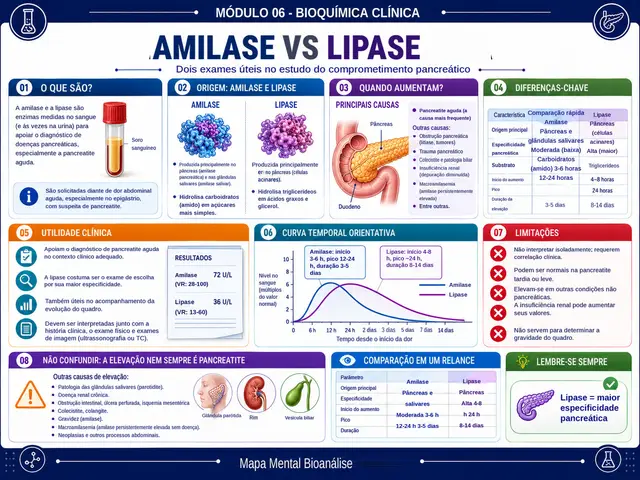 MÓDULO 06 - BIOQUÍMICA CLÍNICA
AMILASE VS LIPASE
Dois exames úteis no estudo do comprometimento pancreático
01 O QUE SÃO?
A amilase e a lipase são
enzimas medidas no sangue
(e às vezes na urina) para
apoiar o diagnóstico de
doenças pancreáticas,
especialmente a pancreatite
aguda.
Soro
sanguíneo
São solicitadas diante de dor abdominal
aguda, especialmente no epigástrio,
com suspeita de pancreatite.
02 ORIGEM: AMILASE E LIPASE
AMILASE
Produzida principalmente no
pâncreas (amilase
pancreática) e nas glândulas
salivares (amilase salivar).
Hidrolisa carboidratos
(amido) em açúcares
mais simples.
LIPASE
Produzida principalmente
no pâncreas (células
acinares).
Hidrolisa triglicerídeos
em ácidos graxos e
glicerol.
03 QUANDO AUMENTAM?
PRINCIPAIS CAUSAS
Pâncreas
Duodeno
Pancreatite aguda (a
causa mais frequente)
Outras causas:
Obstrução pancreática
(litíase, tumores)
Trauma pancreático
Colecistite e patologia biliar
Insuficiência renal
(depuração diminuída)
Macroamilasemia
(amilase persistentemente
elevada)
Entre outras.
04 DIFERENÇAS-CHAVE
Característica Comparação rápida
Amilase Lipase
Origem principal Pâncreas e glândulas salivares Pâncreas (células acinares)
Especificidade pancreática Moderada (baixa) Alta (maior)
Substrato Carboidratos (amido) Triglicerídeos
Início do aumento 3-6 horas 4–8 horas
Pico 12-24 horas 24 horas
Duração da elevação 3-5 dias 8-14 dias
05 UTILIDADE CLÍNICA
Apoiam o diagnóstico de pancreatite aguda
no contexto clínico adequado.
A lipase costuma ser o exame de escolha
por sua maior especificidade.
Também úteis no acompanhamento da
evolução do quadro.
Devem ser interpretadas junto com a
história clínica, o exame físico e exames
de imagem (ultrassonografia ou TC).
RESULTADOS
Amilase 72 U/L
(VR: 28-100)
Lipase 36 U/L
(VR: 13-60)
06 CURVA TEMPORAL ORIENTATIVA
Nível no
sangue
(múltiplos
do valor
normal)
10
8
6
4
2
0
Amilase: início
3-6 h, pico 12-24
h, duração 3-5
dias
Lipase: início 4-8
h, pico ~24 h,
duração 8-14 dias
Amilase
Lipase
0 6 h 12 h 24 h 2 dias 3 dias 5 dias 7 dias 14 dias
Tempo desde o início da dor
07 LIMITAÇÕES
Não interpretar isoladamente; requerem
correlação clínica.
Podem ser normais na pancreatite
tardia ou leve.
Elevam-se em outras condições não
pancreáticas.
A insuficiência renal pode aumentar
seus valores.
Não servem para determinar a
gravidade do quadro.
08 NÃO CONFUNDIR: A ELEVAÇÃO NEM SEMPRE É PANCREATITE
Outras causas de elevação:
Patologia das glândulas salivares (parotidite).
Doença renal crônica.
Obstrução intestinal, úlcera perfurada, isquemia mesentérica
Colecistite, colangite.
Gravidez (amilase).
Macroamilasemia (amilase persistentemente elevada sem doença).
Neoplasias e outros processos abdominais.
Glândula parótida
Rim
Vesícula biliar
COMPARAÇÃO EM UM RELANCE
Parâmetro Amilase Lipase
Origem principal Pâncreas e salivares Pâncreas
Especificidade Moderada Alta
Início do aumento 3-6 h 4-8 h
Pico 12-24 h 24 h
Duração 3-5 dias 8-14 dias
LEMBRE-SE SEMPRE
Lipase = maior
especificidade
pancreática
Mapa Mental Bioanálise